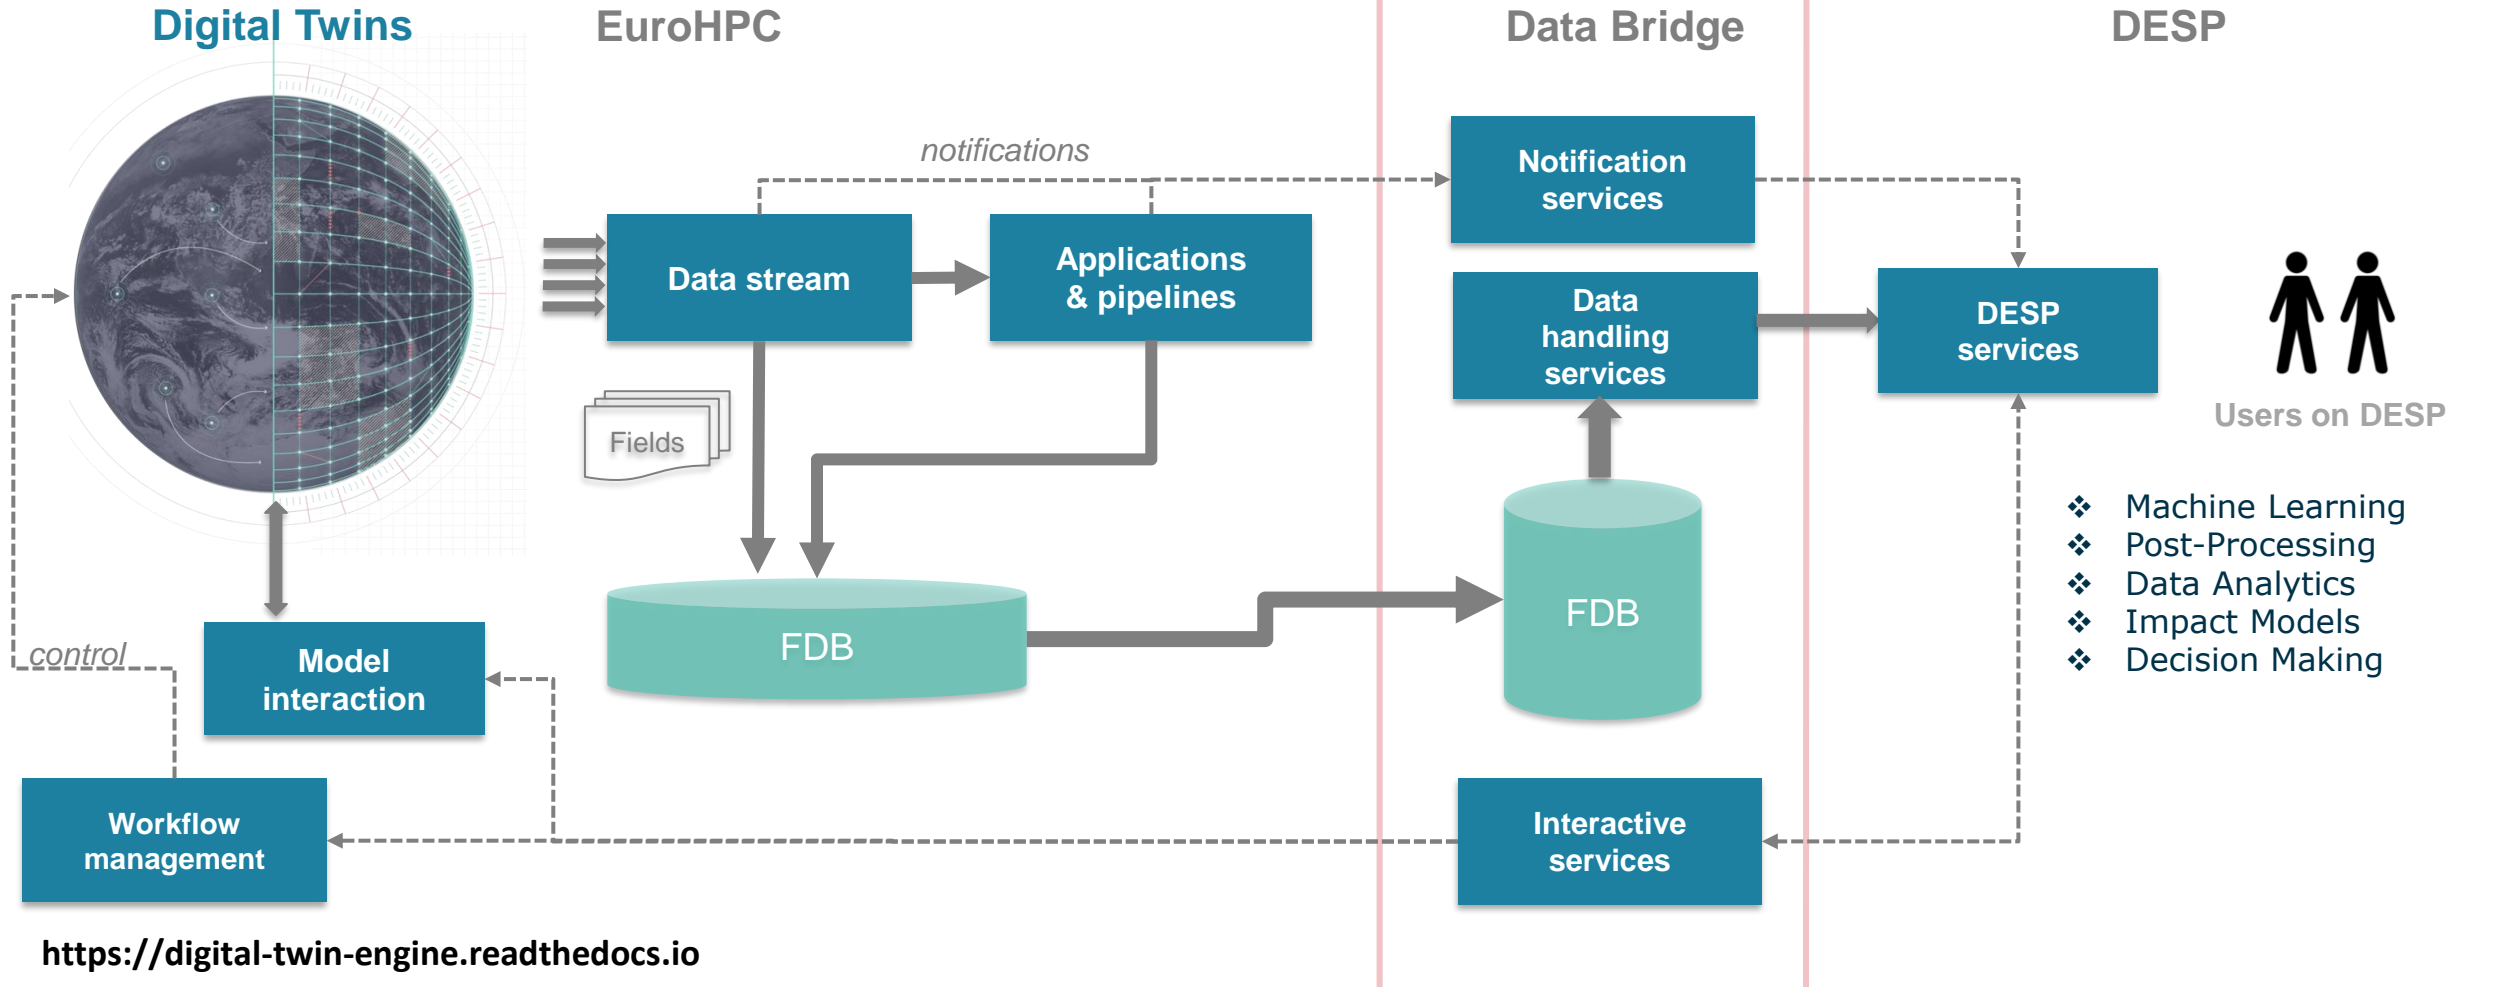 Digital Twins
EuroHPC
Data Bridge
DESP
notifications
Notification
services
Data stream
Applications
& pipelines
Data
handling
services
DESP
services
Users on DESP
Fields
FDB
FDB
Machine Learning
Post-Processing
Data Analytics
Impact Models
Decision Making
control
Model
interaction
Workflow
management
Interactive
services
https://digital-twin-engine.readthedocs.io